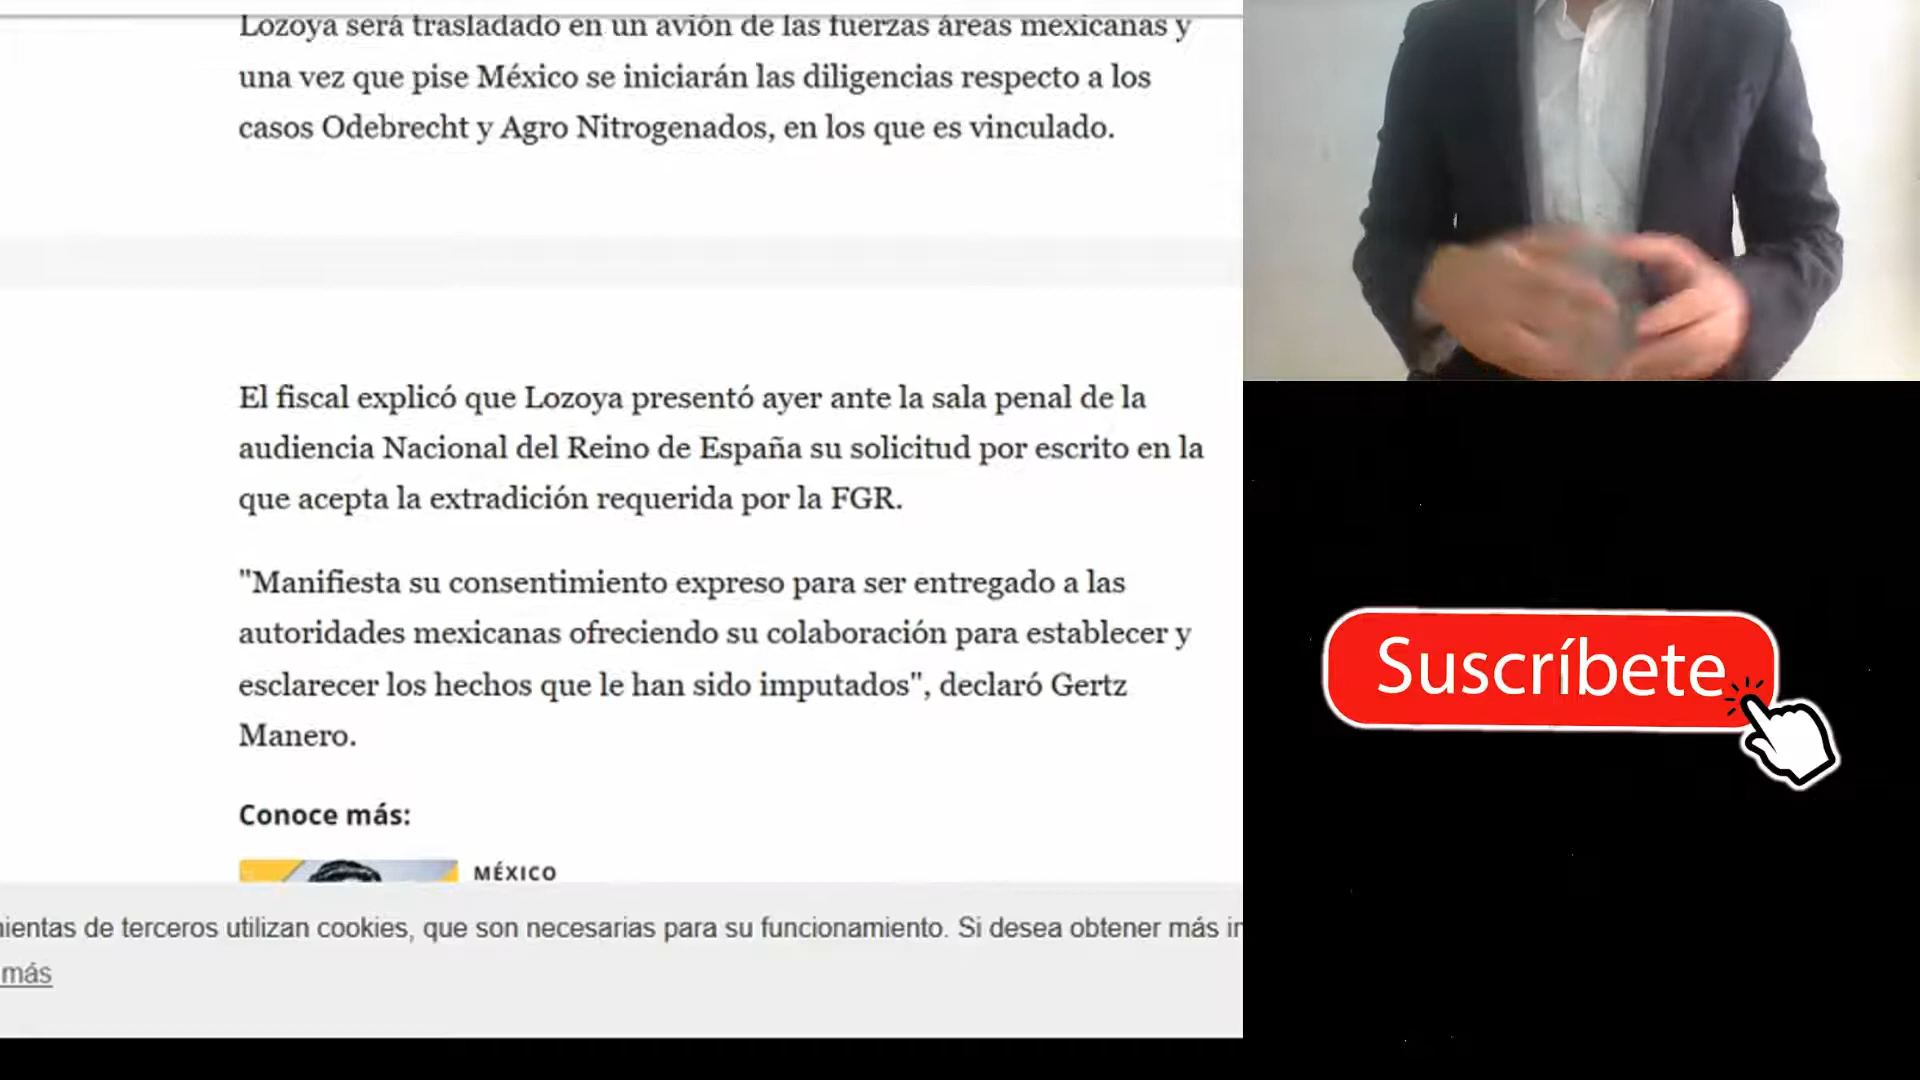 Lozoya será trasladado en un avión de las fuerzas áreas mexicanas y
una vez que pise México se iniciarán las diligencias respecto a los
casos Odebrecht y Agro Nitrogenados, en los que es vinculado.
El fiscal explicó que Lozoya presentó ayer ante la sala penal de la
audiencia Nacional del Reino de España su solicitud por escrito en la
que acepta la extradición requerida por la FGR.
"Manifiesta su consentimiento expreso para ser entregado a las
autoridades mexicanas ofreciendo su colaboración para establecer y
esclarecer los hechos que le han sido imputados", declaró Gertz
Manero.
Conoce más:
MÉXICO
de terceros utilizan cookies, que son necesarias para su funcionamiento. Si desea obtener más
más
Suscríbete